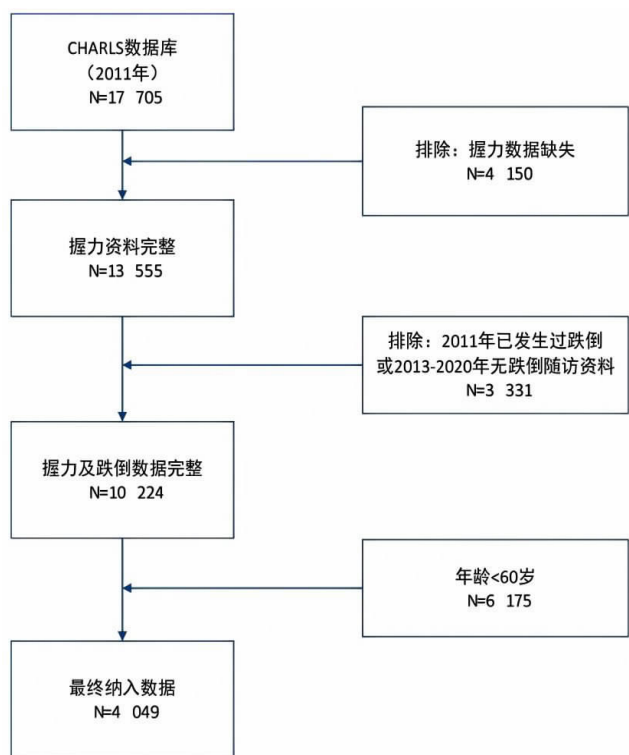 CHARLS数据库
（2011年）
N=17 705
排除：握力数据缺失
N=4 150
握力资料完整
N=13 555
排除：2011年已发生过跌倒
或2013-2020年无跌倒随访资料
N=3 331
握力及跌倒数据完整
N=10 224
年龄<60岁
N=6 175
最终纳入数据
N=4 049